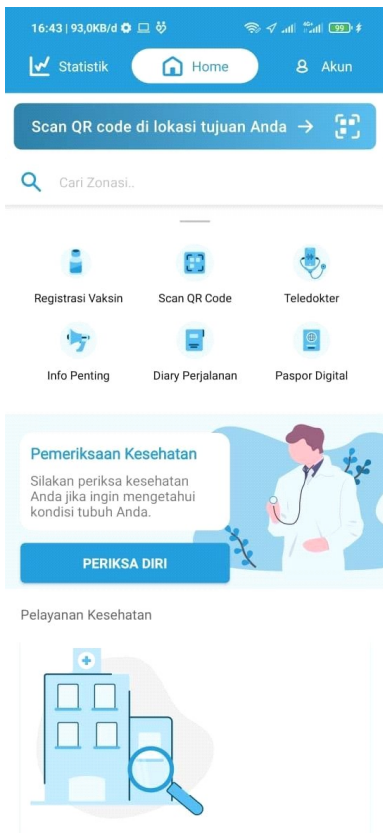 16:43 | 93,0KB/d
4G+
99
Statistik
Home
Akun
Scan QR code di lokasi tujuan Anda →
Cari Zonasi..
Registrasi Vaksin
Scan QR Code
Teledokter
Info Penting
Diary Perjalanan
Paspor Digital
Pemeriksaan Kesehatan
Silakan periksa kesehatan
Anda jika ingin mengetahui
kondisi tubuh Anda.
PERIKSA DIRI
Pelayanan Kesehatan